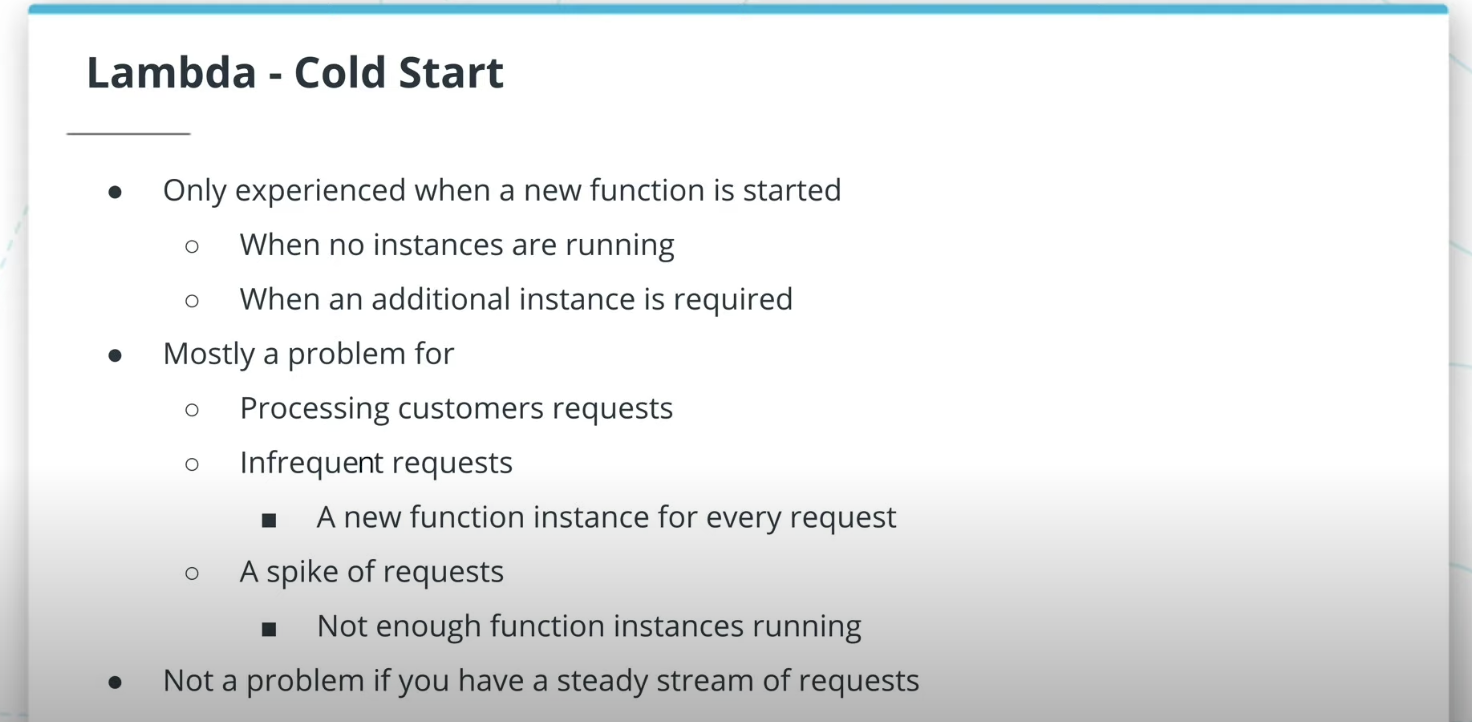 Lambda - Cold Start
● Only experienced when a new function is started
○ When no instances are running
○ When an additional instance is required
● Mostly a problem for
○ Processing customers requests
○ Infrequent requests
■ A new function instance for every request
○ A spike of requests
■ Not enough function instances running
● Not a problem if you have a steady stream of requests